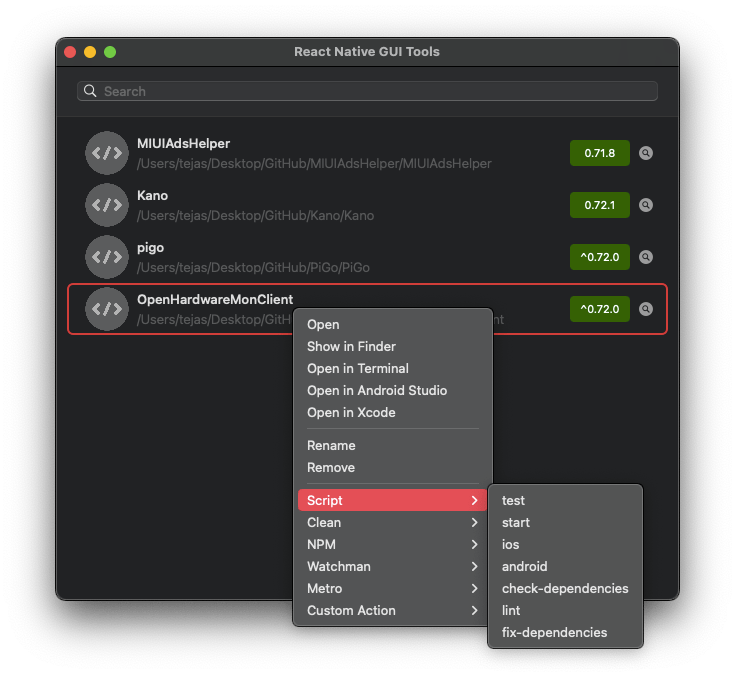 React Native GUI Tools
Search
MIUIAdsHelper
/Users/tejas/Desktop/GitHub/MIUIAdsHelper/MIUIAdsHelper
0.71.8
Kano
/Users/tejas/Desktop/GitHub/Kano/Kano
0.72.1
pigo
/Users/tejas/Desktop/GitHub/PiGo/PiGo
^0.72.0
OpenHardwareMonClient
/Users/tejas/Desktop/GitH
^0.72.0
Open
Show in Finder
Open in Terminal
Open in Android Studio
Open in Xcode
Rename
Remove
Script
Clean
NPM
Watchman
Metro
Custom Action
test
start
ios
android
check-dependencies
lint
fix-dependencies